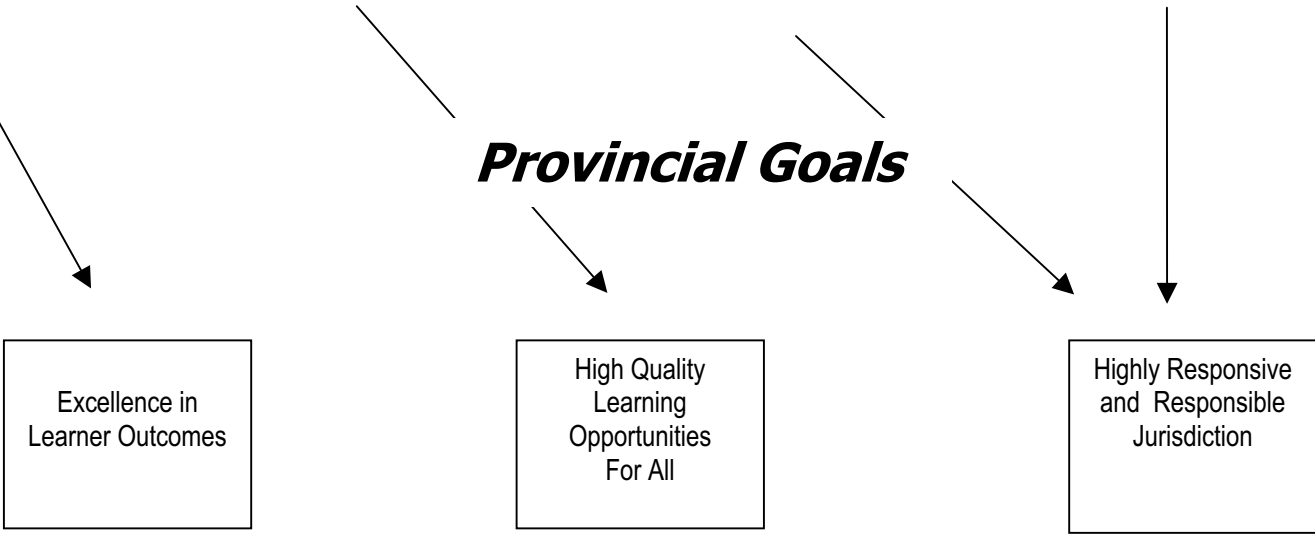 Provincial Goals
Excellence in
Learner Outcomes
High Quality
Learning
Opportunities
For All
Highly Responsive
and Responsible
Jurisdiction